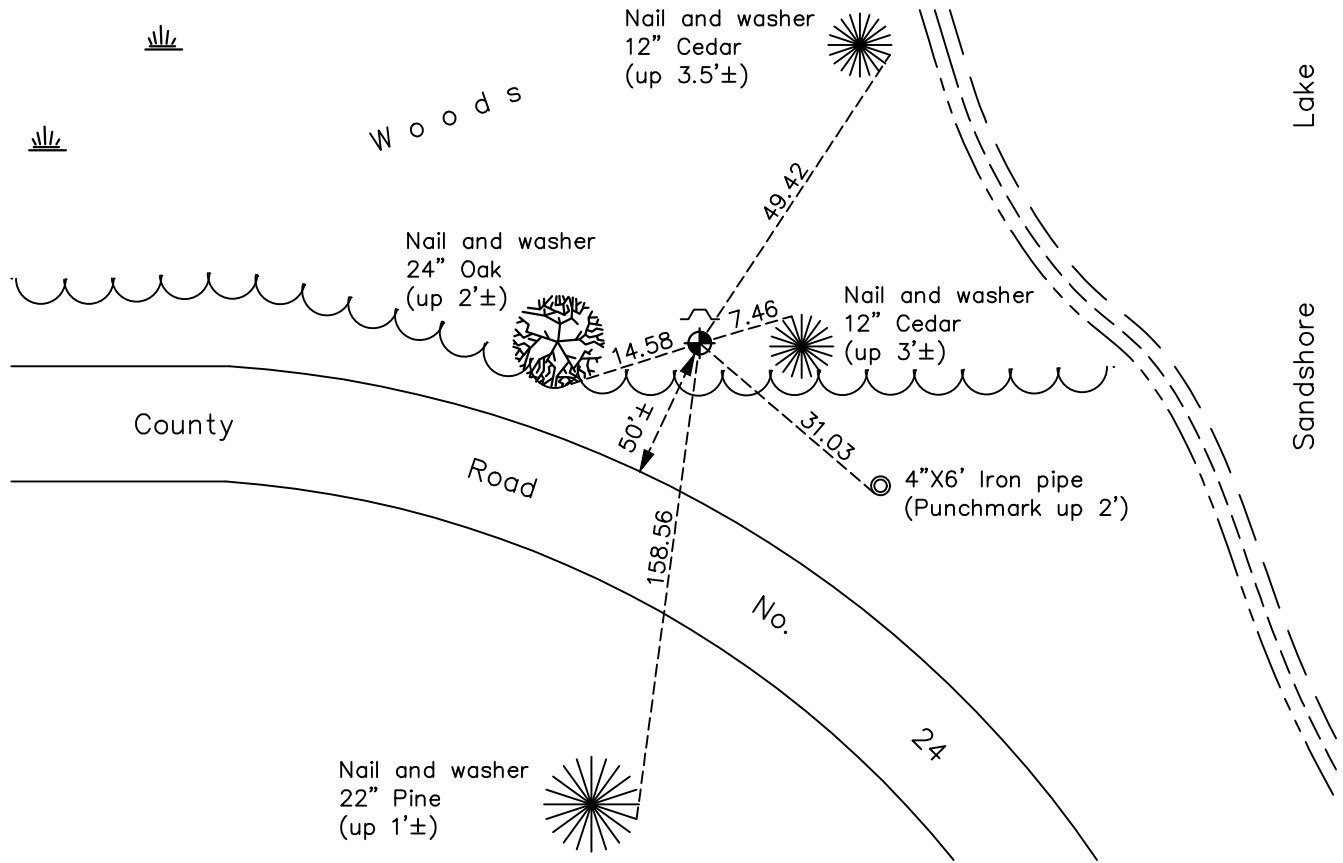 Nail and washer
12” Cedar
(up 3.5'±)
Lake
Woods
49.42
Nail and washer
24” Oak
(up 2'±)
Nail and washer
12” Cedar
(up 3'±)
7.46
14.58
Sandshore
County
50'±
31.03
Road
4”X6' Iron pipe
(Punchmark up 2')
158.56
No.
24
Nail and washer
22” Pine
(up 1'±)